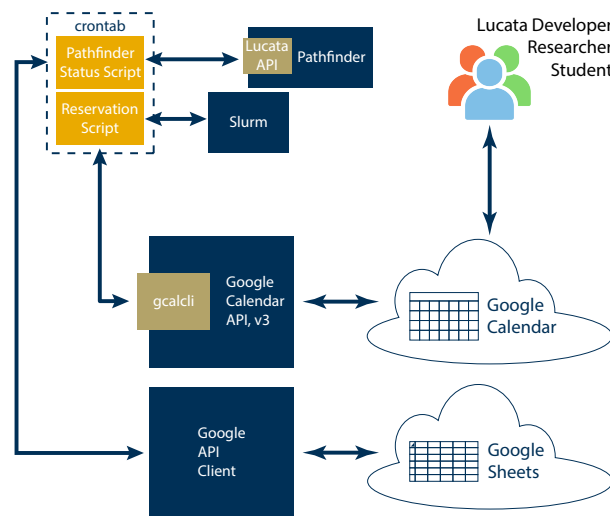 crontab
Pathfinder
Status Script
Reservation
Script
Lucata
API
Pathfinder
Slurm
Lucata Developer
Researcher
Student
gcalcli
Google
Calendar
API, v3
Google
Calendar
Google
API
Client
Google
Sheets